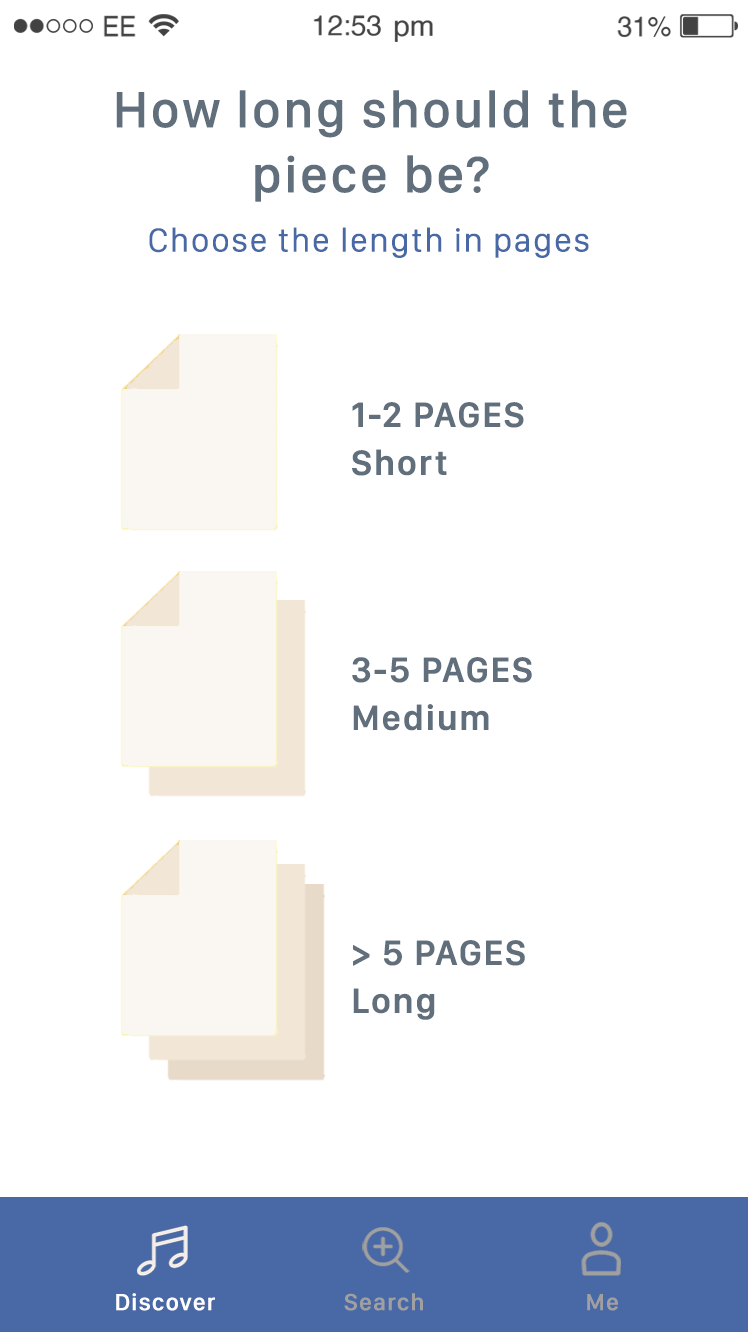 EE 12:53 pm 31%
How long should the
piece be?
Choose the length in pages
1-2 PAGES
Short
3-5 PAGES
Medium
> 5 PAGES
Long
Discover Search Me